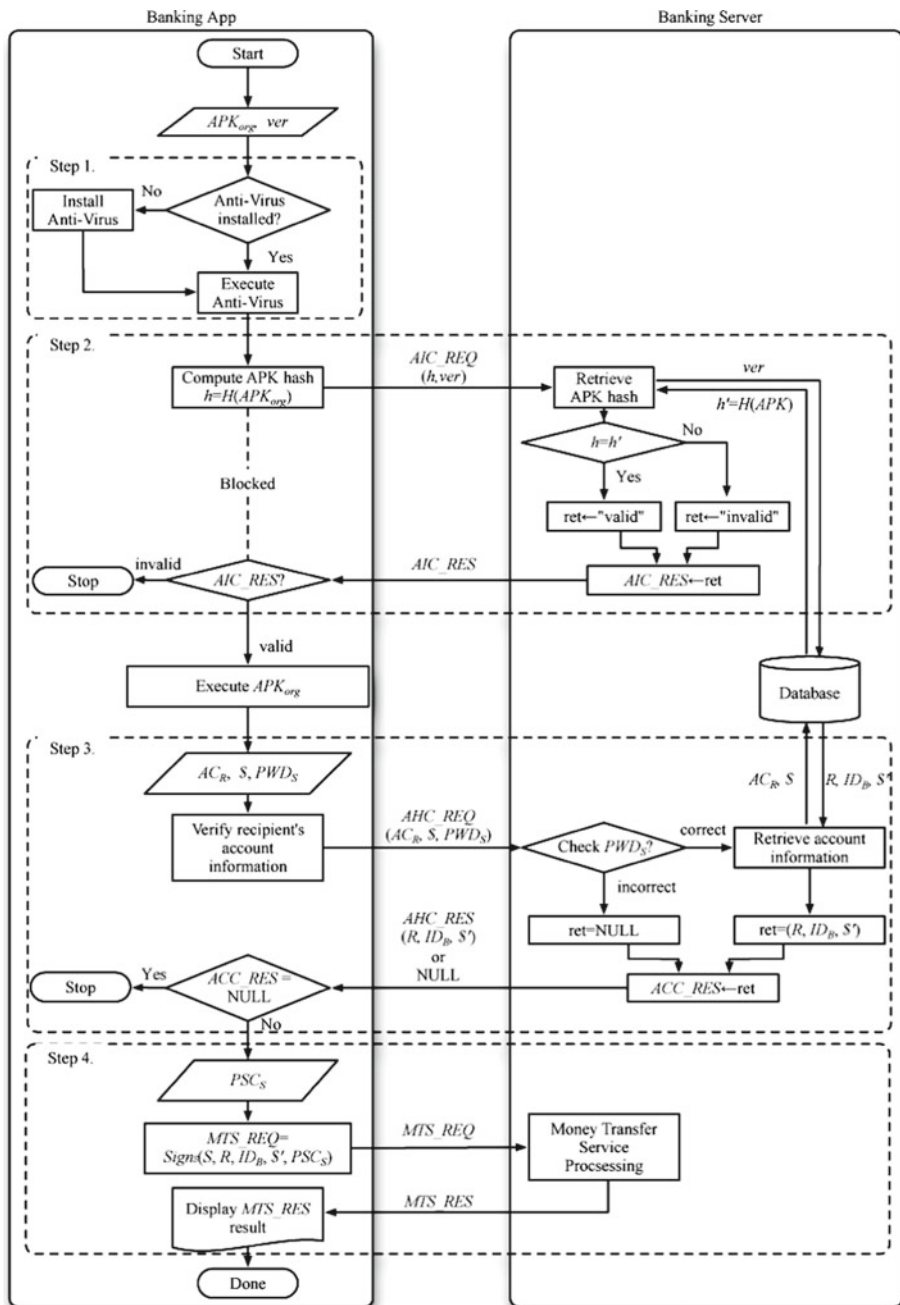 Banking App
Banking Server
Start
APK_org, ver
Step 1.
Install
Anti-Virus
No
Anti-Virus
installed?
Yes
Execute
Anti-Virus
Step 2.
Compute APK hash
h=H(APK_org)
AIC_REQ
(h,ver)
Retrieve
APK hash
ver
h'=H(APK)
h=h'
No
Yes
Blocked
ret←"valid"
ret←"invalid"
Stop
invalid
AIC_RES?
AIC_RES
AIC_RES←ret
valid
Execute APK_org
Database
Step 3.
AC_R, S, PWD_S
AC_R, S
R, ID_B, S'
Verify recipient's
account
information
AHC_REQ
(AC_R, S, PWD_S)
Check PWD_S?
correct
Retrieve account
information
incorrect
AHC_RES
(R, ID_B, S')
or
NULL
ret=NULL
ret=(R, ID_B, S')
Stop
Yes
ACC_RES=
NULL
ACC_RES←ret
No
Step 4.
PSC_S
MTS_REQ=
Signs(S, R, ID_B, S', PSC_S)
MTS_REQ
Money Transfer
Service
Procsessing
Display MTS_RES
result
MTS_RES
Done